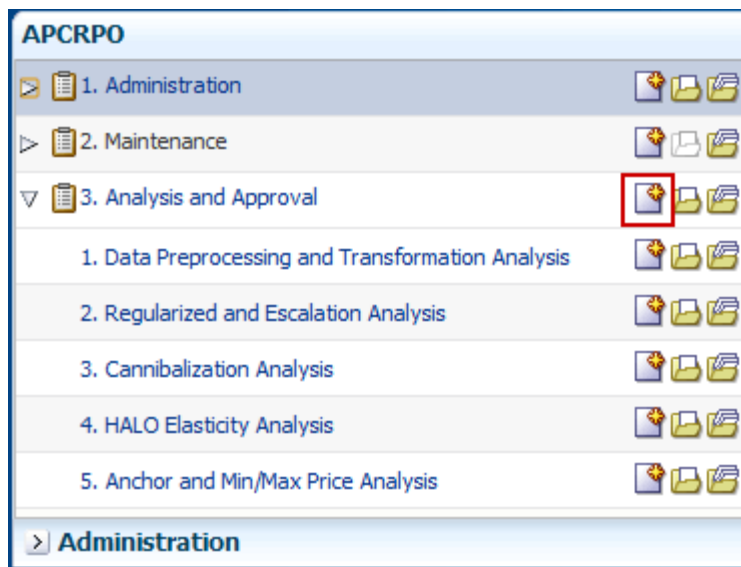 APCRPO
1. Administration
2. Maintenance
3. Analysis and Approval
1. Data Preprocessing and Transformation Analysis
2. Regularized and Escalation Analysis
3. Cannibalization Analysis
4. HALO Elasticity Analysis
5. Anchor and Min/Max Price Analysis
Administration